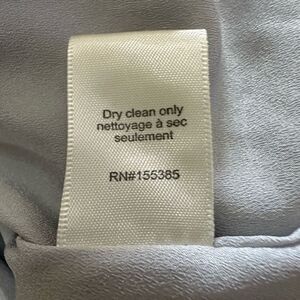 Dry clean only
nettoyage à sec
seulement
RN#155385